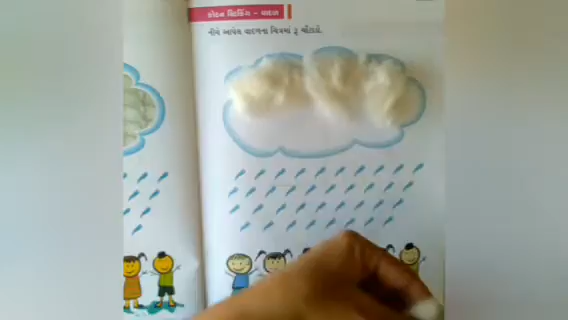 કોટન સ્ટિકિંગ – વાદળ
નીચે આપેલ વાદળના ચિત્રમાં રૂ ચોંટાડો.